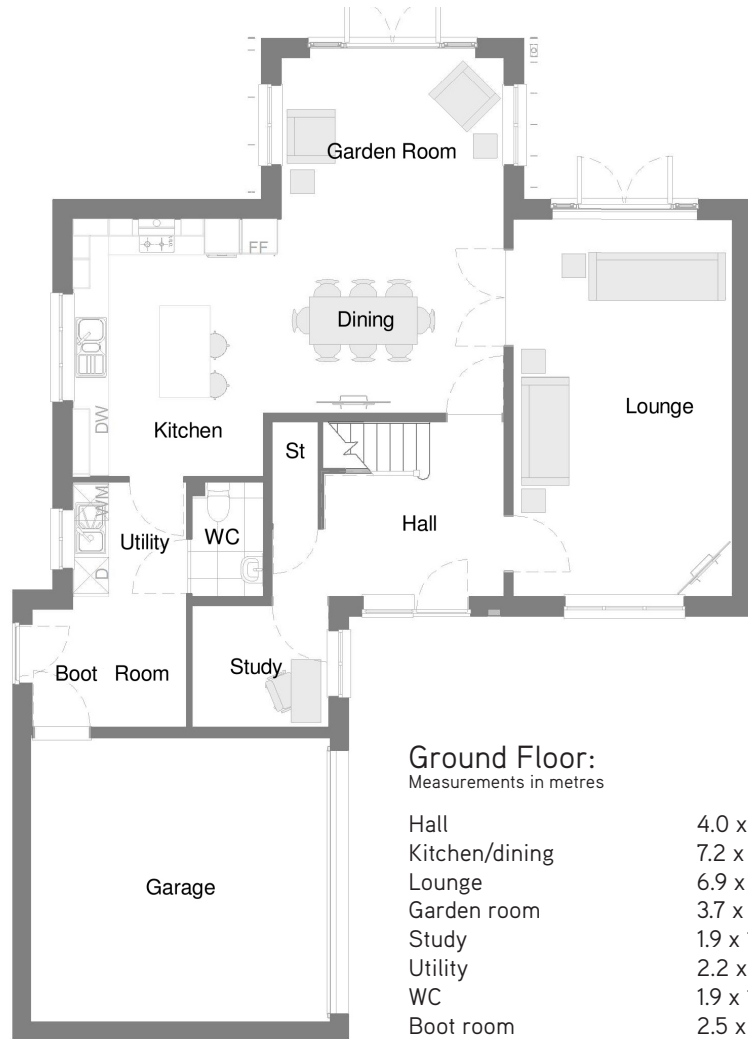 Garden Room
FF
Dining
Kitchen
DW
Lounge
St
Hall
WM
Utility
WC
D
Boot Room
Study
Garage
Ground Floor:
Measurements in metres
Hall 4.0 x
Kitchen/dining 7.2 x
Lounge 6.9 x
Garden room 3.7 x
Study 1.9 x
Utility 2.2 x
WC 1.9 x
Boot room 2.5 x